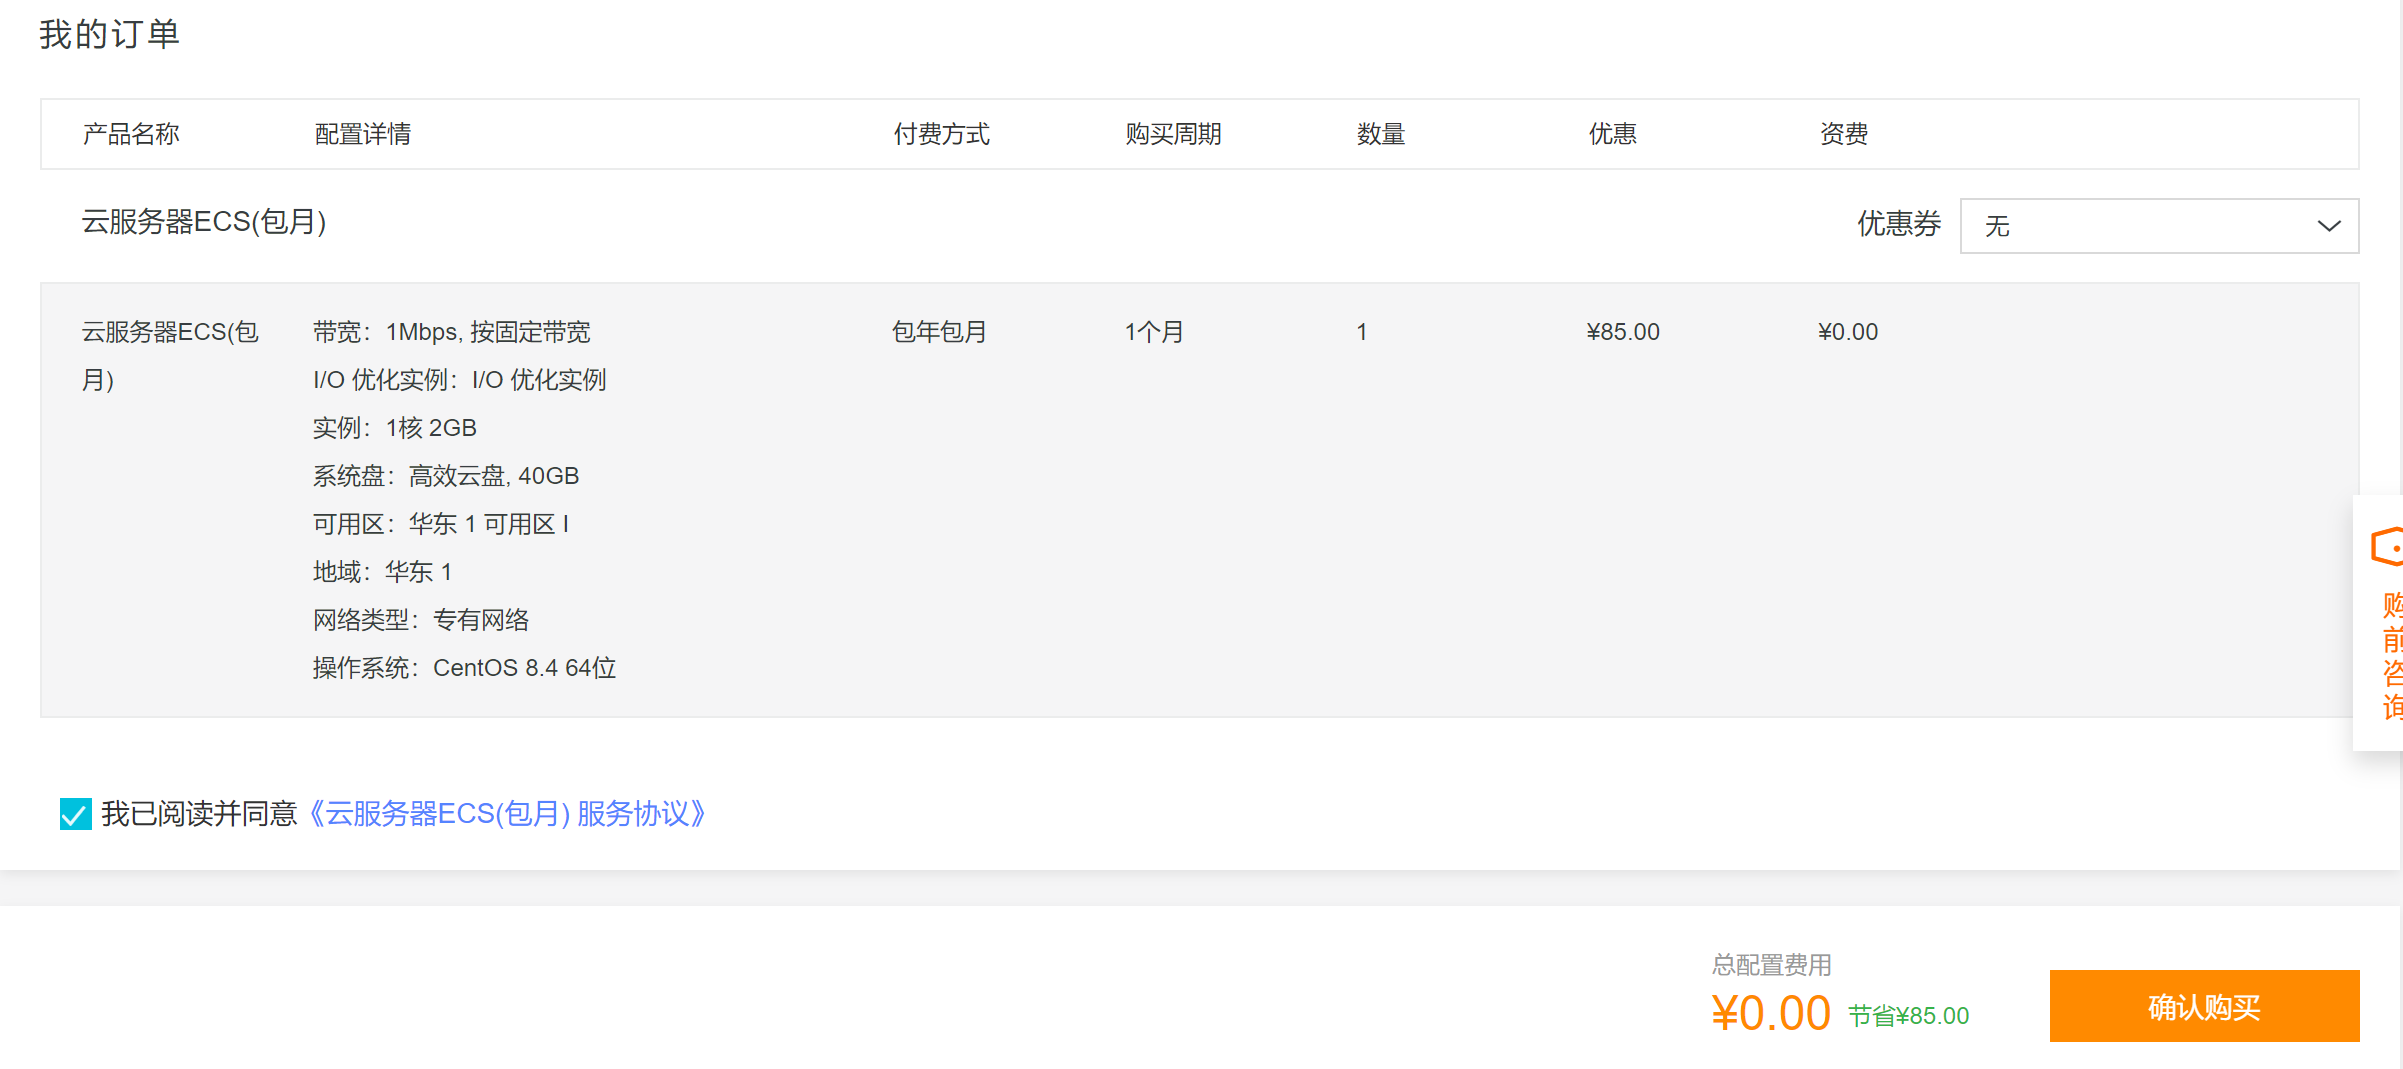 我的订单
产品名称 配置详情 付费方式 购买周期 数量 优惠 资费
云服务器ECS(包月) 优惠券 无
云服务器ECS(包月) 带宽：1Mbps, 按固定带宽 包年包月 1个月 1 ¥85.00 ¥0.00
I/O 优化实例：I/O 优化实例
实例：1核 2GB
系统盘：高效云盘, 40GB
可用区：华东 1 可用区 I
地域：华东 1
网络类型：专有网络
操作系统：CentOS 8.4 64位
购前咨询
我已阅读并同意《云服务器ECS(包月) 服务协议》
总配置费用
¥0.00 节省¥85.00
确认购买